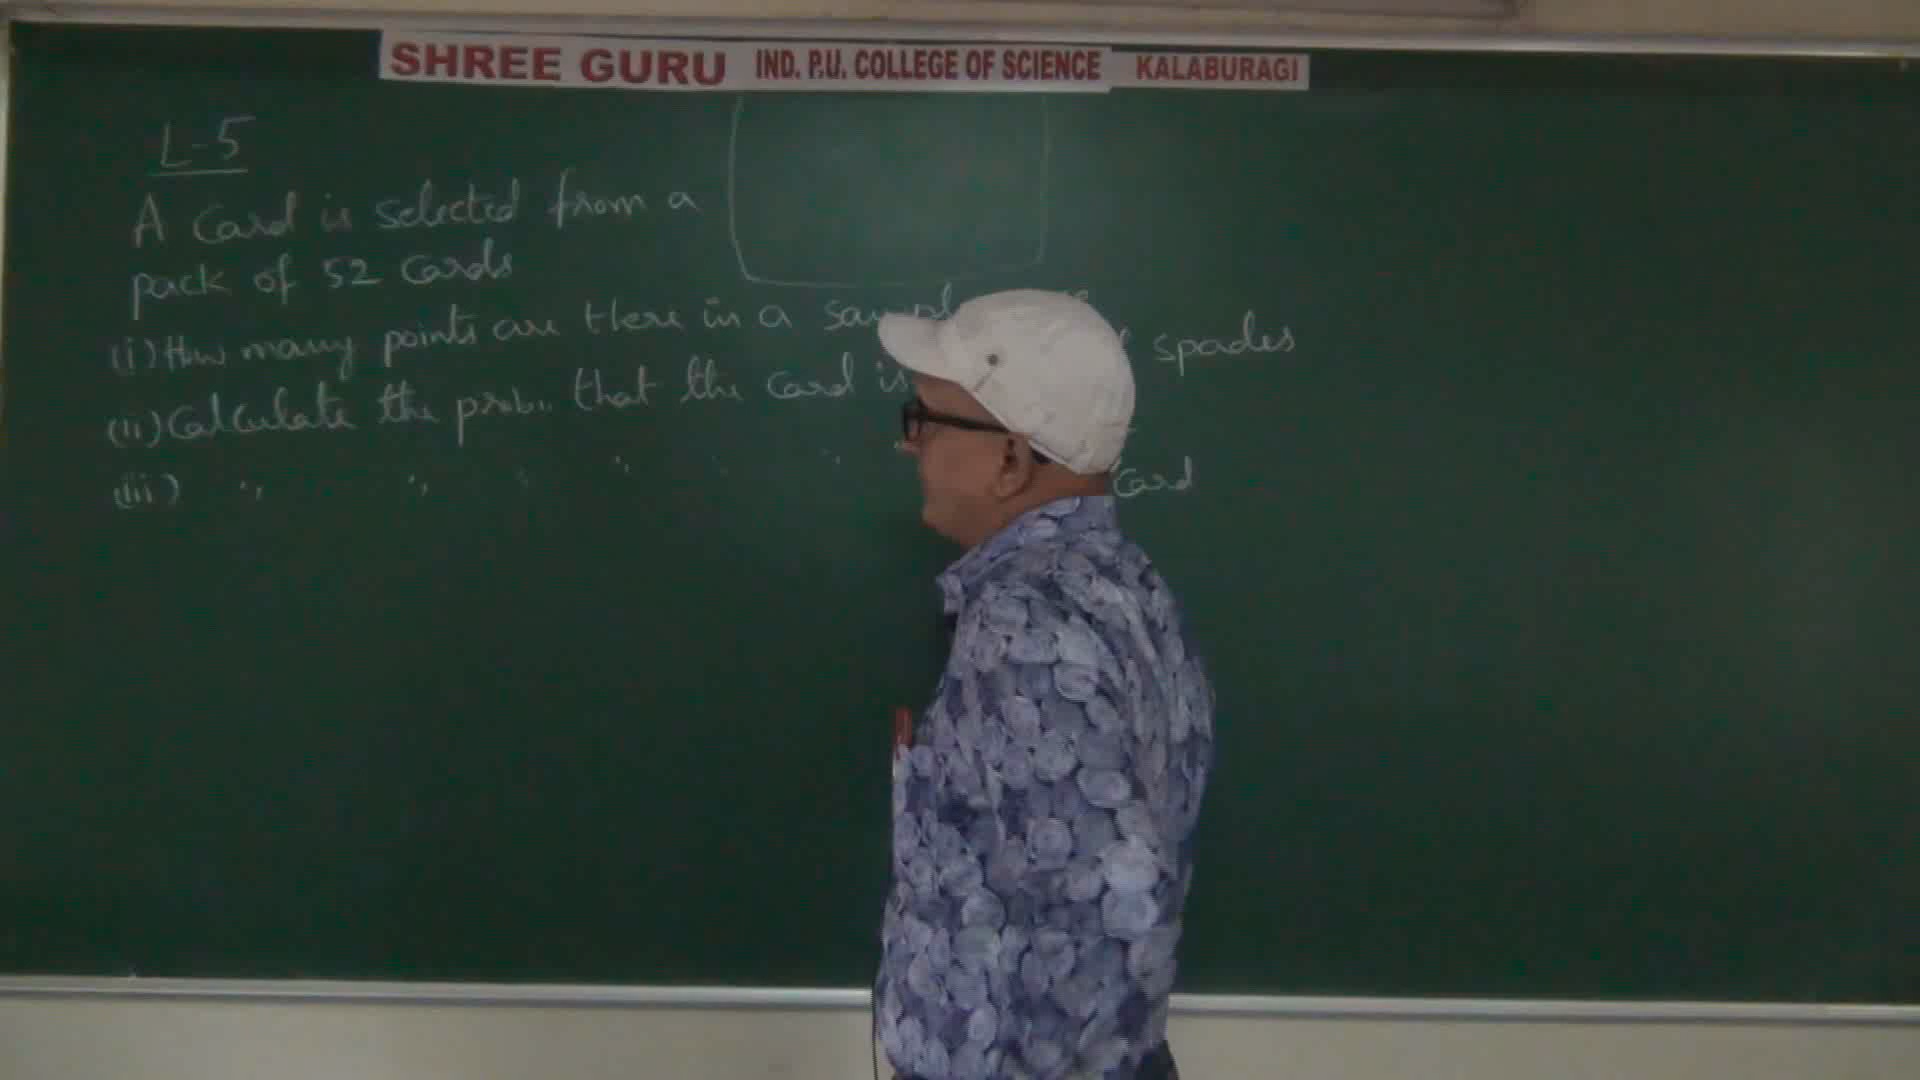 SHREE GURU IND. P.U. COLLEGE OF SCIENCE KALABURAGI
L-5
A Card is selected from a
pack of 52 Cards
(i) How many points are there in a
(ii) Calculate the prob.. that the card is spades
(iii) " " " " " " Card